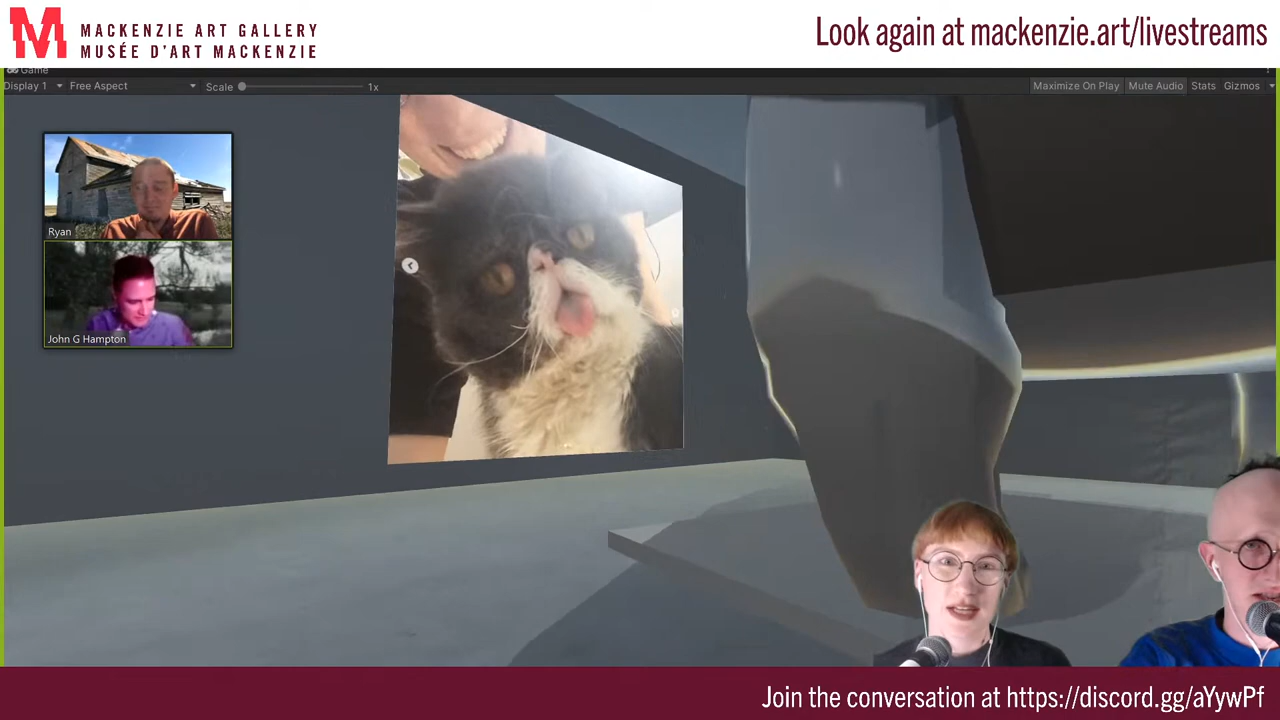 MACKENZIE ART GALLERY
MUSÉE D'ART MACKENZIE
Look again at mackenzie.art/livestreams
Game
Display 1
Free Aspect
Scale
1x
Maximize On Play
Mute Audio
Stats
Gizmos
Ryan
John G Hampton
Join the conversation at https://discord.gg/aYywPf